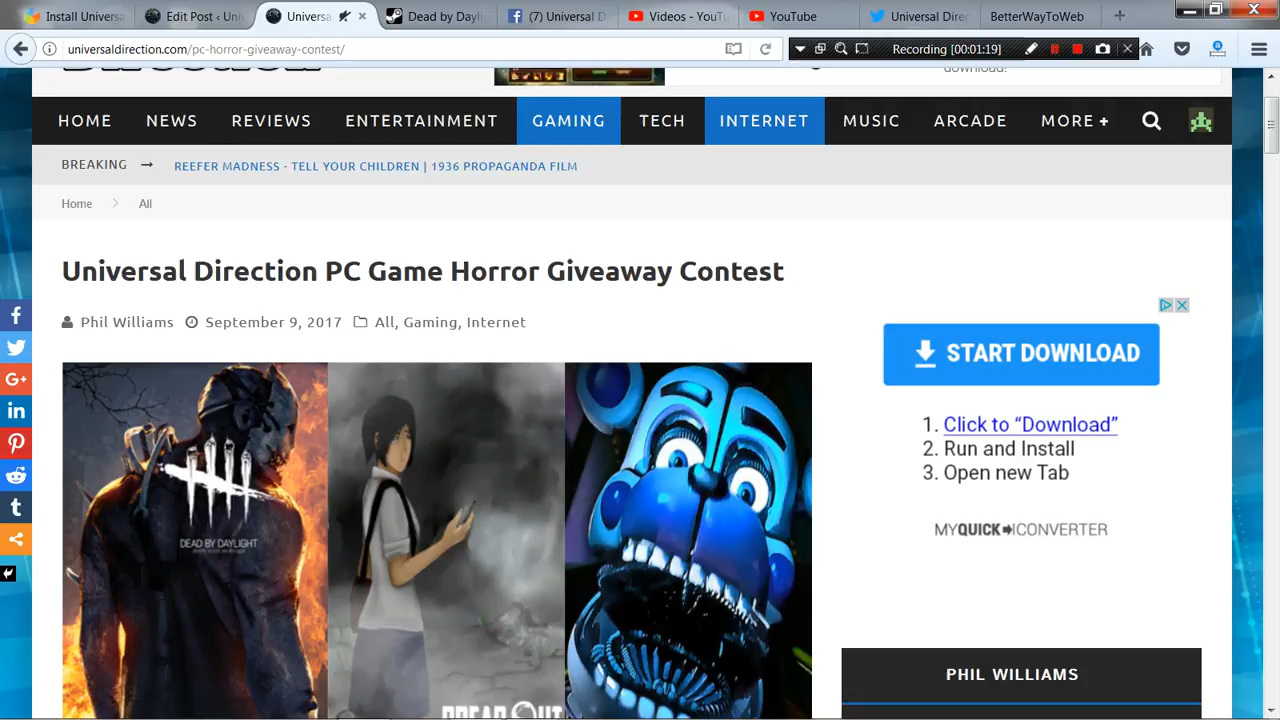 Install Universa
Edit Post ‹ Uni
Universa
Dead by Day
(7) Universal D
Videos - YouTu
YouTube
Universal Dire
BetterWayToWeb
universaldirection.com/pc-horror-giveaway-contest/
Recording [00:01:19]
download!
HOME NEWS REVIEWS ENTERTAINMENT GAMING TECH INTERNET MUSIC ARCADE MORE +
BREAKING → REEFER MADNESS - TELL YOUR CHILDREN | 1936 PROPAGANDA FILM
Home > All
Universal Direction PC Game Horror Giveaway Contest
Phil Williams September 9, 2017 All, Gaming, Internet
START DOWNLOAD
1. Click to “Download”
2. Run and Install
3. Open new Tab
MYQUICKCONVERTER
DEAD BY DAYLIGHT
DREADOUT
PHIL WILLIAMS